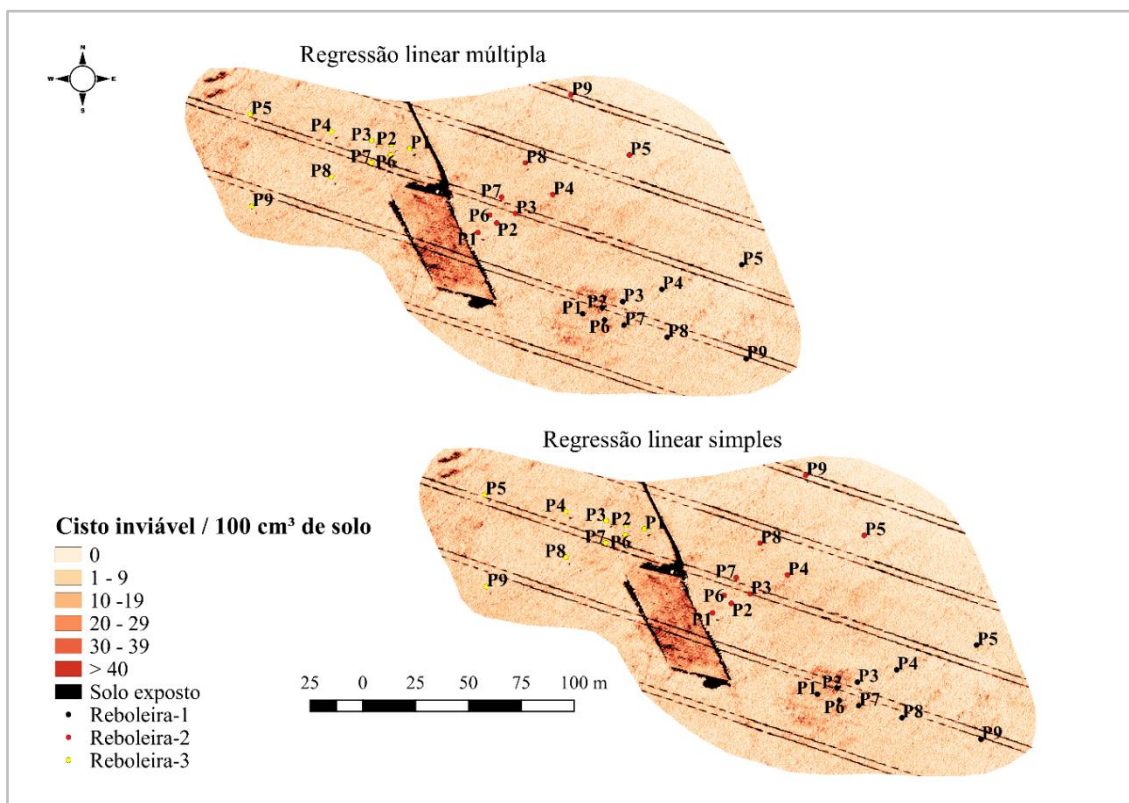 Regressão linear múltipla
N
W E
S
P9
P5
P4
P3 P2 P1
P8
P5
P7 P6
P8
P7
P4
P9
P6
P3
P1
P2
P5
P4
P3
P2
P1
P6
P7
P8
P9
Regressão linear simples
P9
P5
P4
P3 P2 P1
P8
P5
P7 P6
P8
P7
P4
P9
P6
P3
P1
P2
P5
P4
P3
P2
P1
P6
P7
P8
P9
Cisto inviável / 100 cm³ de solo
0
1 - 9
10 -19
20 - 29
30 - 39
> 40
Solo exposto
Reboleira-1
Reboleira-2
Reboleira-3
25 0 25 50 75 100 m